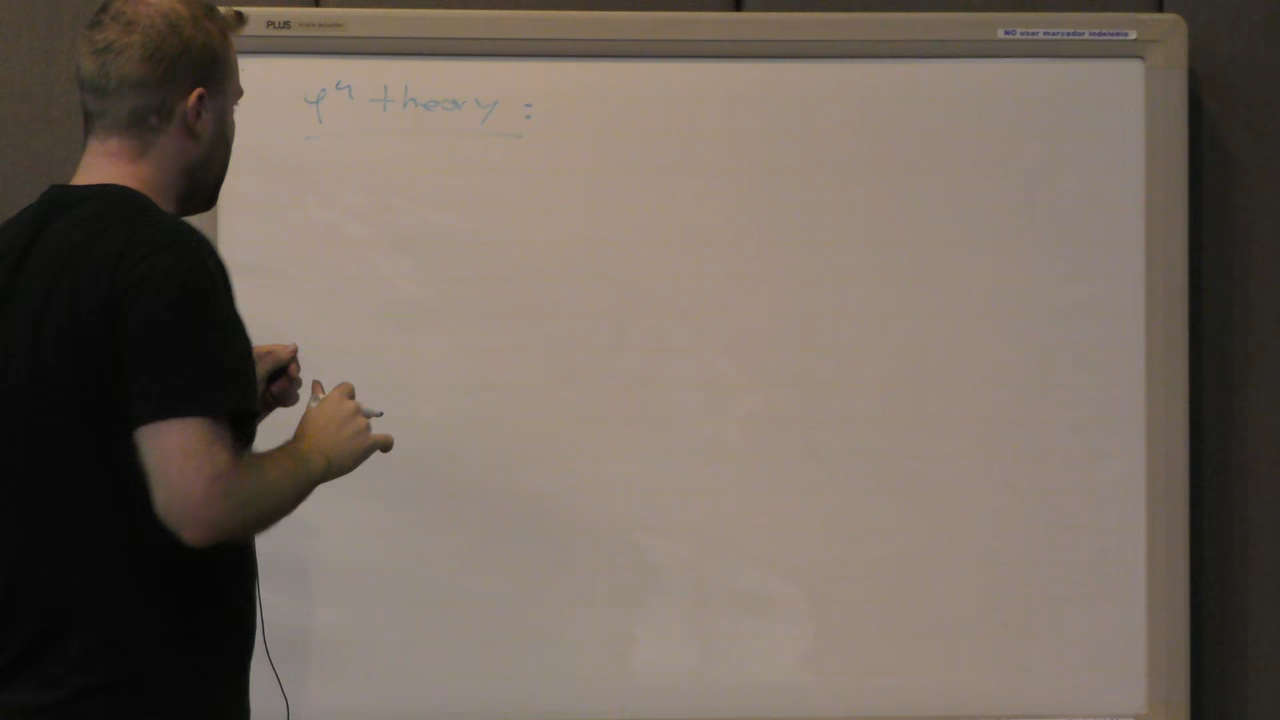 PLUS
NO usar marcador indeleble
φ⁴ theory :